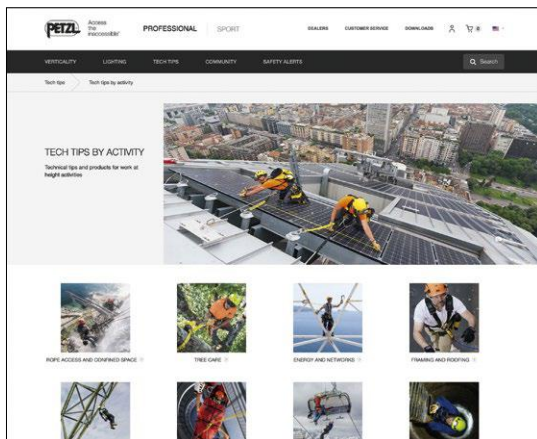 PETZL
Access
the
inaccessible®
PROFESSIONAL
SPORT
DEALERS
CUSTOMER SERVICE
DOWNLOADS
VERTICALITY
LIGHTING
TECH TIPS
COMMUNITY
SAFETY ALERTS
Search
Tech tips
Tech tips by activity
TECH TIPS BY ACTIVITY
Technical tips and products for work at
height activities
ROPE ACCESS AND CONFINED SPACE
TREE CARE
ENERGY AND NETWORKS
FRAMING AND ROOFING